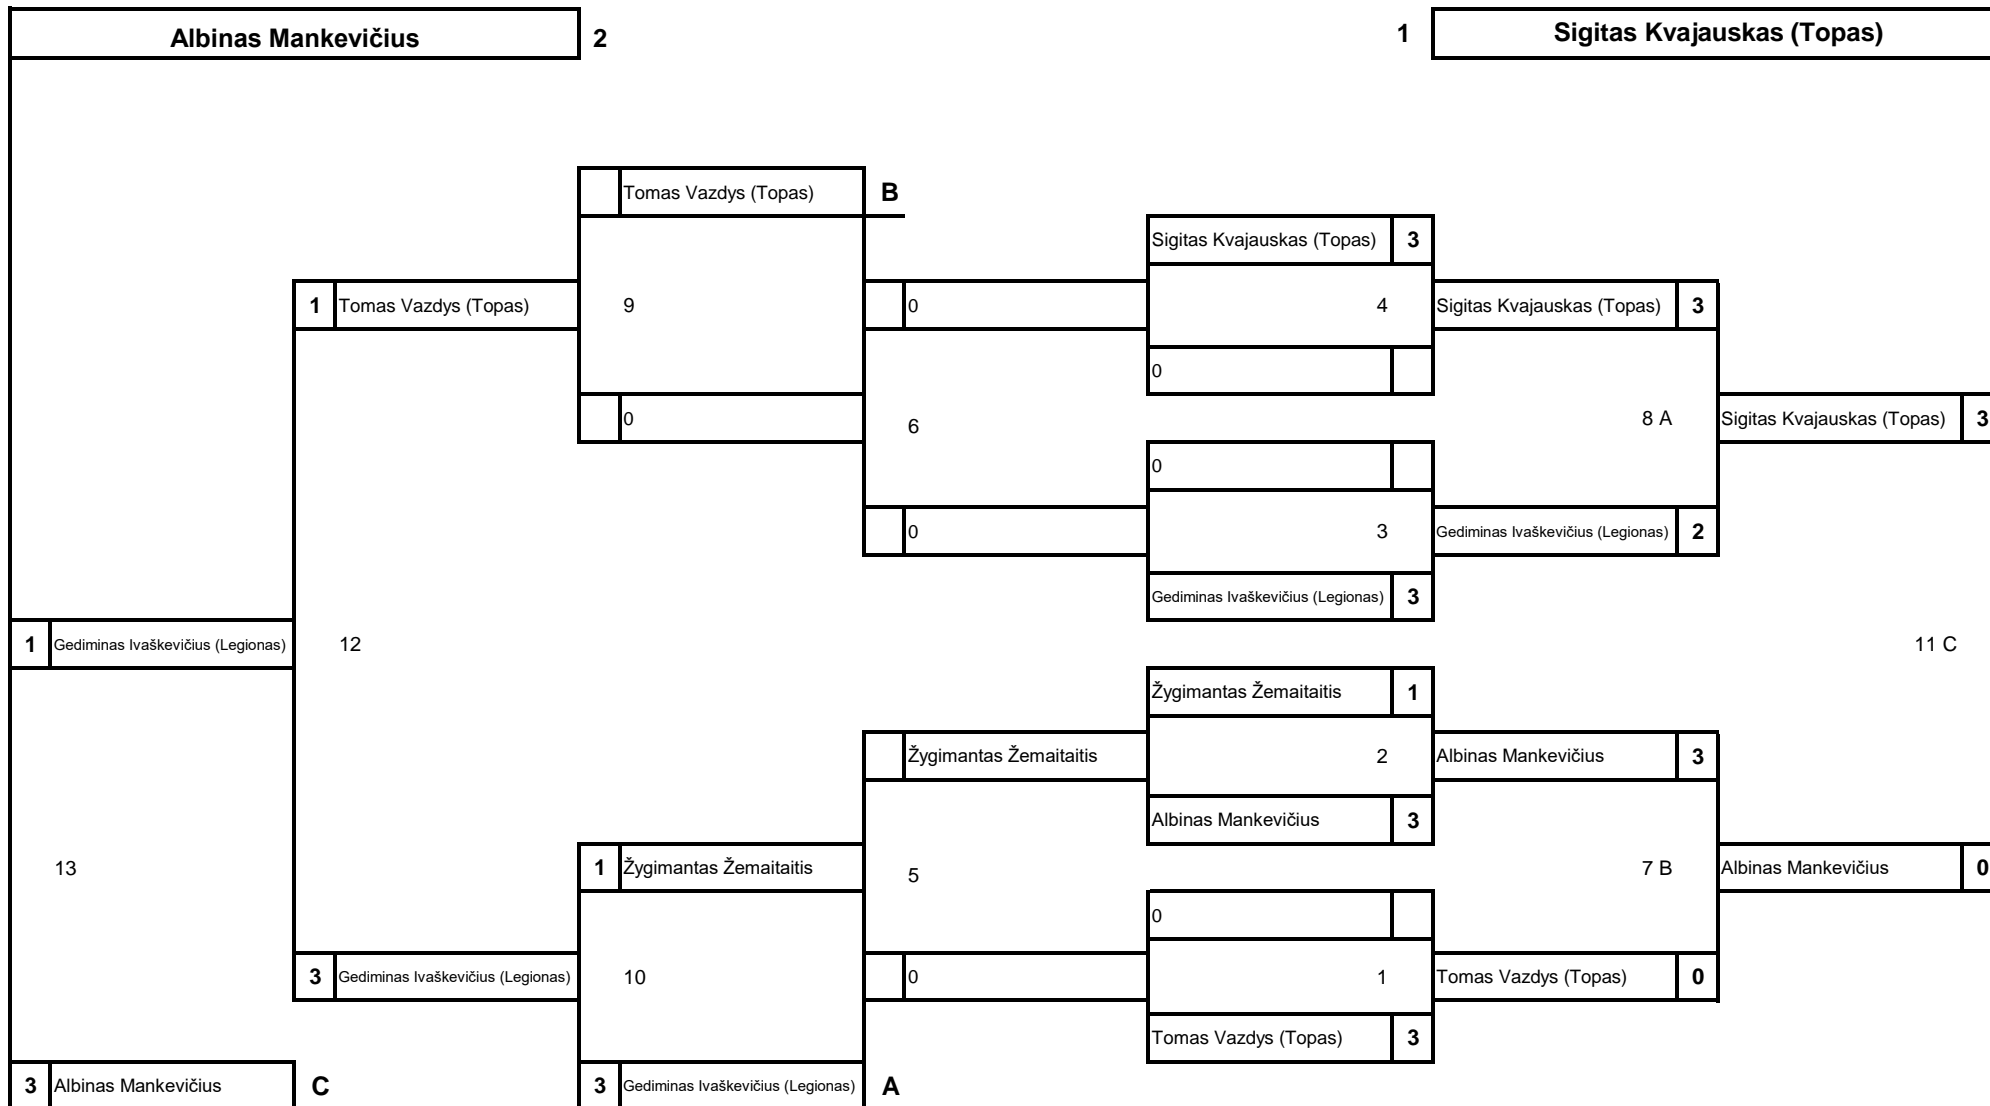 Albinas Mankevičius 2 1 Sigitas Kvajauskas (Topas)
Tomas Vazdys (Topas) B
Sigitas Kvajauskas (Topas) 3
1 Tomas Vazdys (Topas) 9 0 4 Sigitas Kvajauskas (Topas) 3
0
0 6 8 A Sigitas Kvajauskas (Topas) 3
0
0 3 Gediminas Ivaškevičius (Legionas) 2
Gediminas Ivaškevičius (Legionas) 3
1 Gediminas Ivaškevičius (Legionas) 12 11 C
Žygimantas Žemaitaitis 1
Žygimantas Žemaitaitis 2 Albinas Mankevičius 3
Albinas Mankevičius 3
13 1 Žygimantas Žemaitaitis 5 7 B Albinas Mankevičius 0
0
3 Gediminas Ivaškevičius (Legionas) 10 0 1 Tomas Vazdys (Topas) 0
Tomas Vazdys (Topas) 3
3 Albinas Mankevičius C 3 Gediminas Ivaškevičius (Legionas) A